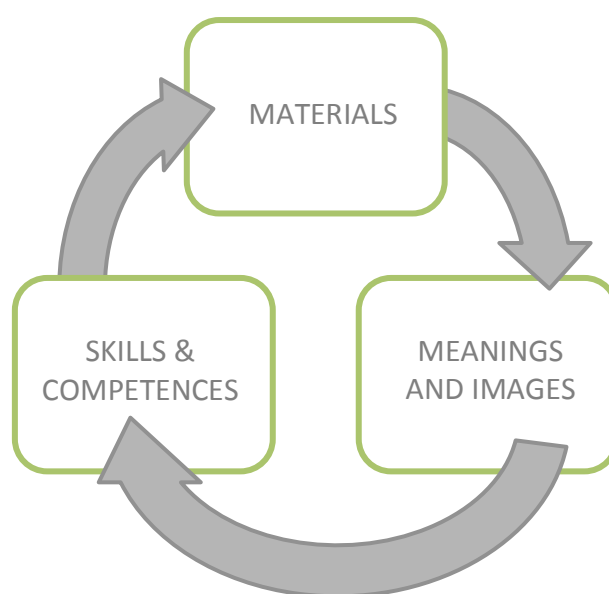 MATERIALS
SKILLS &
COMPETENCES
MEANINGS
AND IMAGES